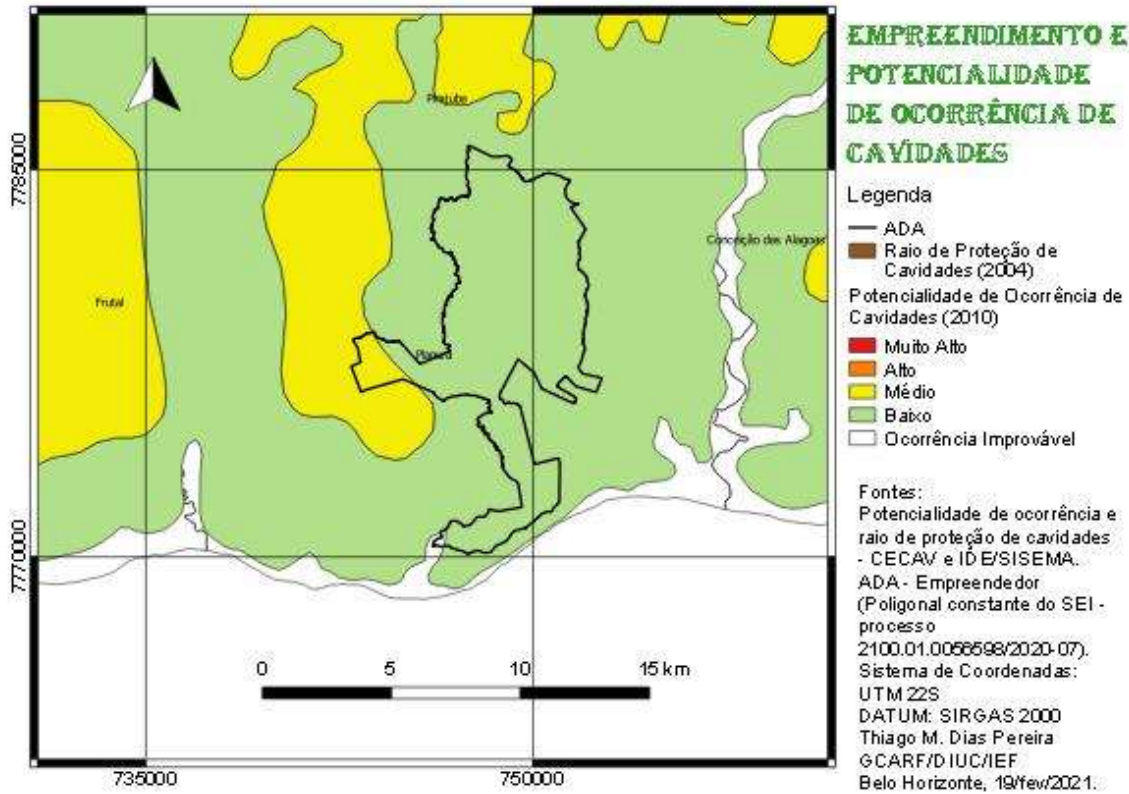 EMPREENDIMENTO E
POTENCIALIDADE
DE OCORRÊNCIA DE
CAVIDADES
Legenda
ADA
Raio de Proteção de
Cavidades (2004)
Potencialidade de Ocorrência de
Cavidades (2010)
Muito Alto
Alto
Médio
Baixo
Ocorrência Improvável
Fontes:
Potencialidade de ocorrência e
raio de proteção de cavidades
- CECAV e IDE/SISEMA.
ADA - Empreendedor
(Poligonal constante do SEI -
processo
2100.01.0056598/2020-07).
Sistema de Coordenadas:
UTM 22S
DATUM: SIRGAS 2000
Thiago M. Dias Pereira
GCARF/DIUC/IEF
Belo Horizonte, 19/fev/2021.
Pirajuba
7785000
Conceição das Alagoas
Frutal
Planura
7770000
0 5 10 15 km
735000 750000